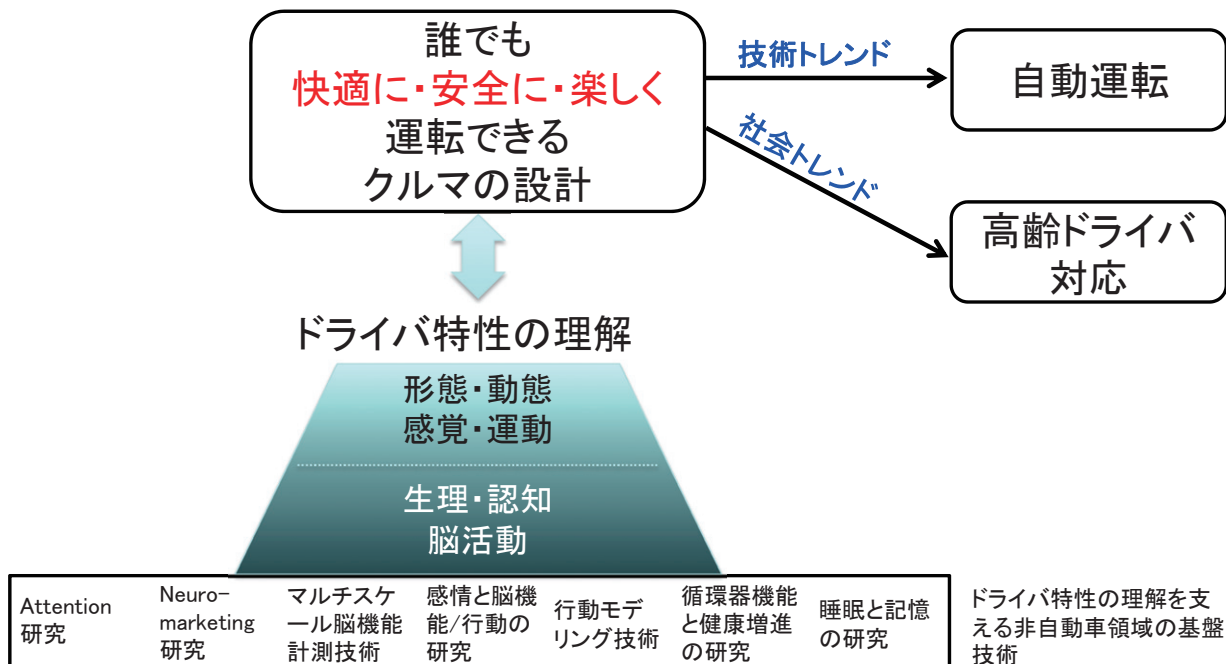 誰でも
快適に・安全に・楽しく
運転できる
クルマの設計
技術トレンド
自動運転
社会トレンド
高齢ドライバ
対応
ドライバ特性の理解
形態・動態
感覚・運動
生理・認知
脳活動
Attention
研究
Neuro-
marketing
研究
マルチスケ
ール脳機能
計測技術
感情と脳機
能/行動の
研究
行動モデ
リング技術
循環器機能
と健康増進
の研究
睡眠と記憶
の研究
ドライバ特性の理解を支
える非自動車領域の基盤
技術